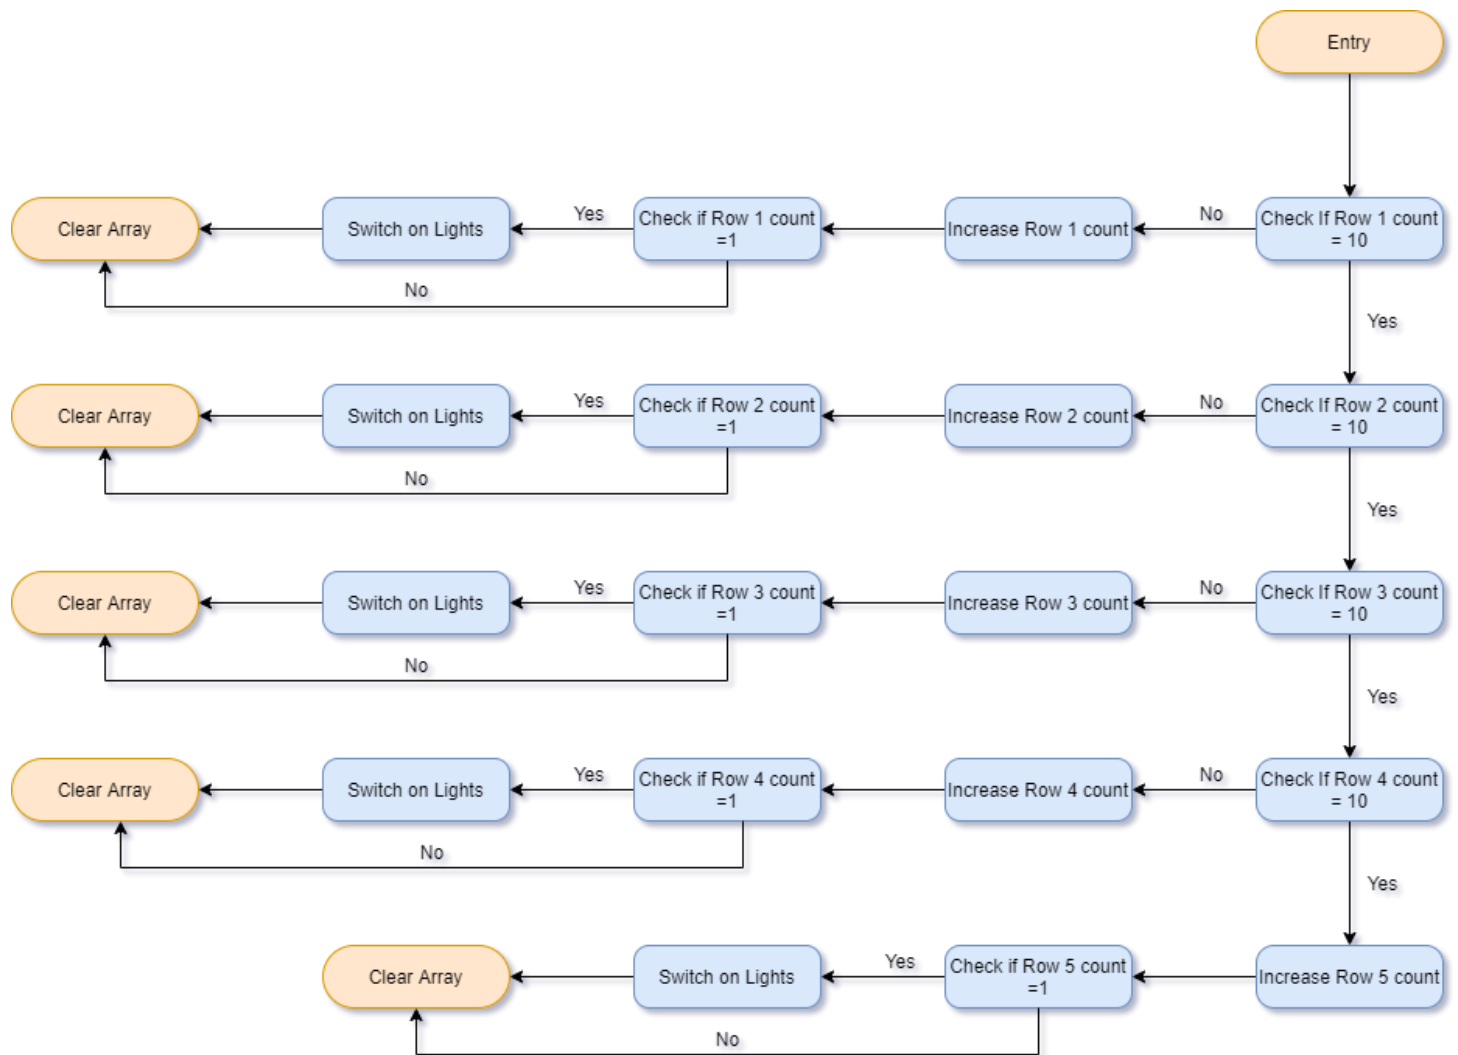 Entry
Clear Array
Switch on Lights
Yes
Check if Row 1 count
=1
Increase Row 1 count
No
Check If Row 1 count
= 10
No
Yes
Clear Array
Switch on Lights
Yes
Check if Row 2 count
=1
Increase Row 2 count
No
Check If Row 2 count
= 10
No
Yes
Clear Array
Switch on Lights
Yes
Check if Row 3 count
=1
Increase Row 3 count
No
Check If Row 3 count
= 10
No
Yes
Clear Array
Switch on Lights
Yes
Check if Row 4 count
=1
Increase Row 4 count
No
Check If Row 4 count
= 10
No
Yes
Clear Array
Switch on Lights
Yes
Check if Row 5 count
=1
Increase Row 5 count
No